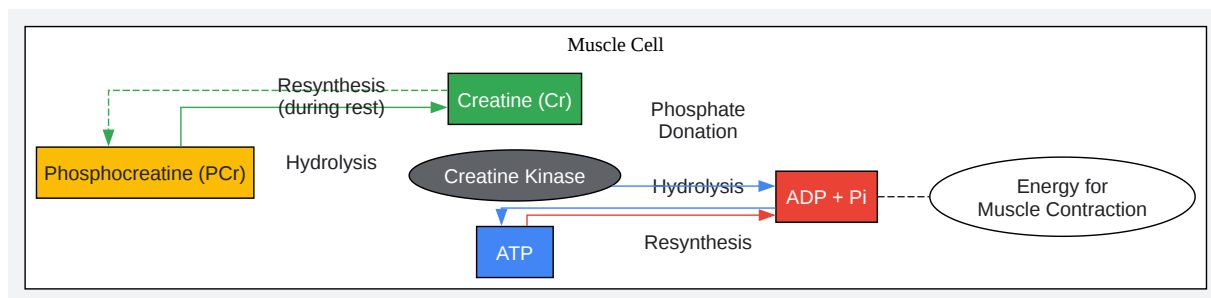 Muscle Cell
Resynthesis
(during rest)
Creatine (Cr)
Phosphate
Donation
Phosphocreatine (PCr)
Hydrolysis
Creatine Kinase
Hydrolysis
ADP + Pi
Energy for
Muscle Contraction
ATP
Resynthesis